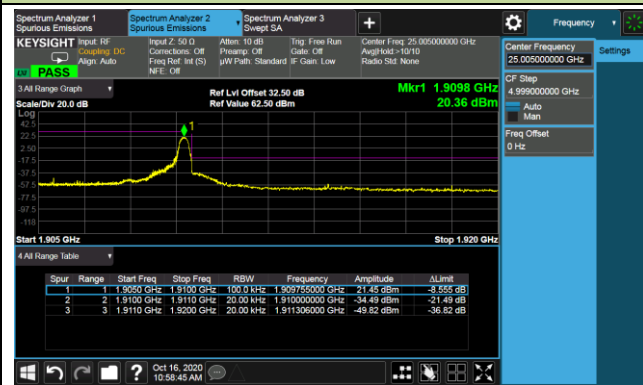 Spectrum Analyzer 1
Spurious Emissions
Spectrum Analyzer 2
Spurious Emissions
Spectrum Analyzer 3
Swept SA
+
Frequency
KEYSIGHT
Input: RF
Coupling: DC
Align: Auto
Input Z: 50 Ω
Corrections: Off
Freq Ref: Int (S)
NFE: Off
Atten: 10 dB
Preamp: Off
µW Path: Standard
Trig: Free Run
Gate: Off
IF Gain: Low
Center Freq: 25.005000000 GHz
Avg|Hold:>10/10
Radio Std: None
PASS
Center Frequency
25.005000000 GHz
Settings
CF Step
4.999000000 GHz
Auto
Man
Freq Offset
0 Hz
3 All Range Graph
Scale/Div 20.0 dB
Ref Lvl Offset 32.50 dB
Ref Value 62.50 dBm
Mkr1 1.9098 GHz
20.36 dBm
Log
42.5
22.5
2.50
-17.5
-37.5
-57.5
-77.5
-97.5
-118
1
Start 1.905 GHz
Stop 1.920 GHz
4 All Range Table
Spur Range Start Freq Stop Freq RBW Frequency Amplitude ΔLimit
1 1 1.9050 GHz 1.9100 GHz 100.0 kHz 1.909755000 GHz 21.45 dBm -8.555 dB
2 2 1.9100 GHz 1.9110 GHz 20.00 kHz 1.910000000 GHz -34.49 dBm -21.49 dB
3 3 1.9110 GHz 1.9200 GHz 20.00 kHz 1.911306000 GHz -49.82 dBm -36.82 dB
?
Oct 16, 2020
10:58:45 AM